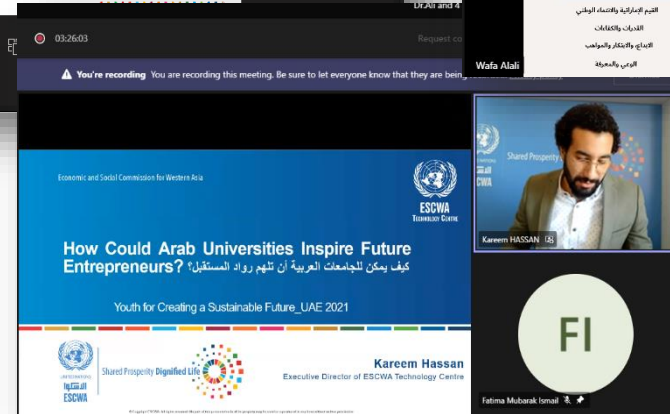 Dr.Ali and 4
القيم الإماراتية والانتماء الوطني
القدرات والكفاءات
الابداع، والابتكار والمواهب
الوعي والمعرفة
Wafa Alali
03:26:03
Request co
You're recording You are recording this meeting. Be sure to let everyone know that they are being
Economic and Social Commission for Western Asia
ESCWA
TECHNOLOGY CENTRE
How Could Arab Universities Inspire Future
Entrepreneurs? كيف يمكن للجامعات العربية أن تلهم رواد المستقبل؟
Youth for Creating a Sustainable Future_UAE 2021
Shared Prosperity Dignified Life
ESCWA
Kareem Hassan
Executive Director of ESCWA Technology Centre
Shared Prosperity
CWA
Kareem HASSAN
FI
Fatima Mubarak Ismail